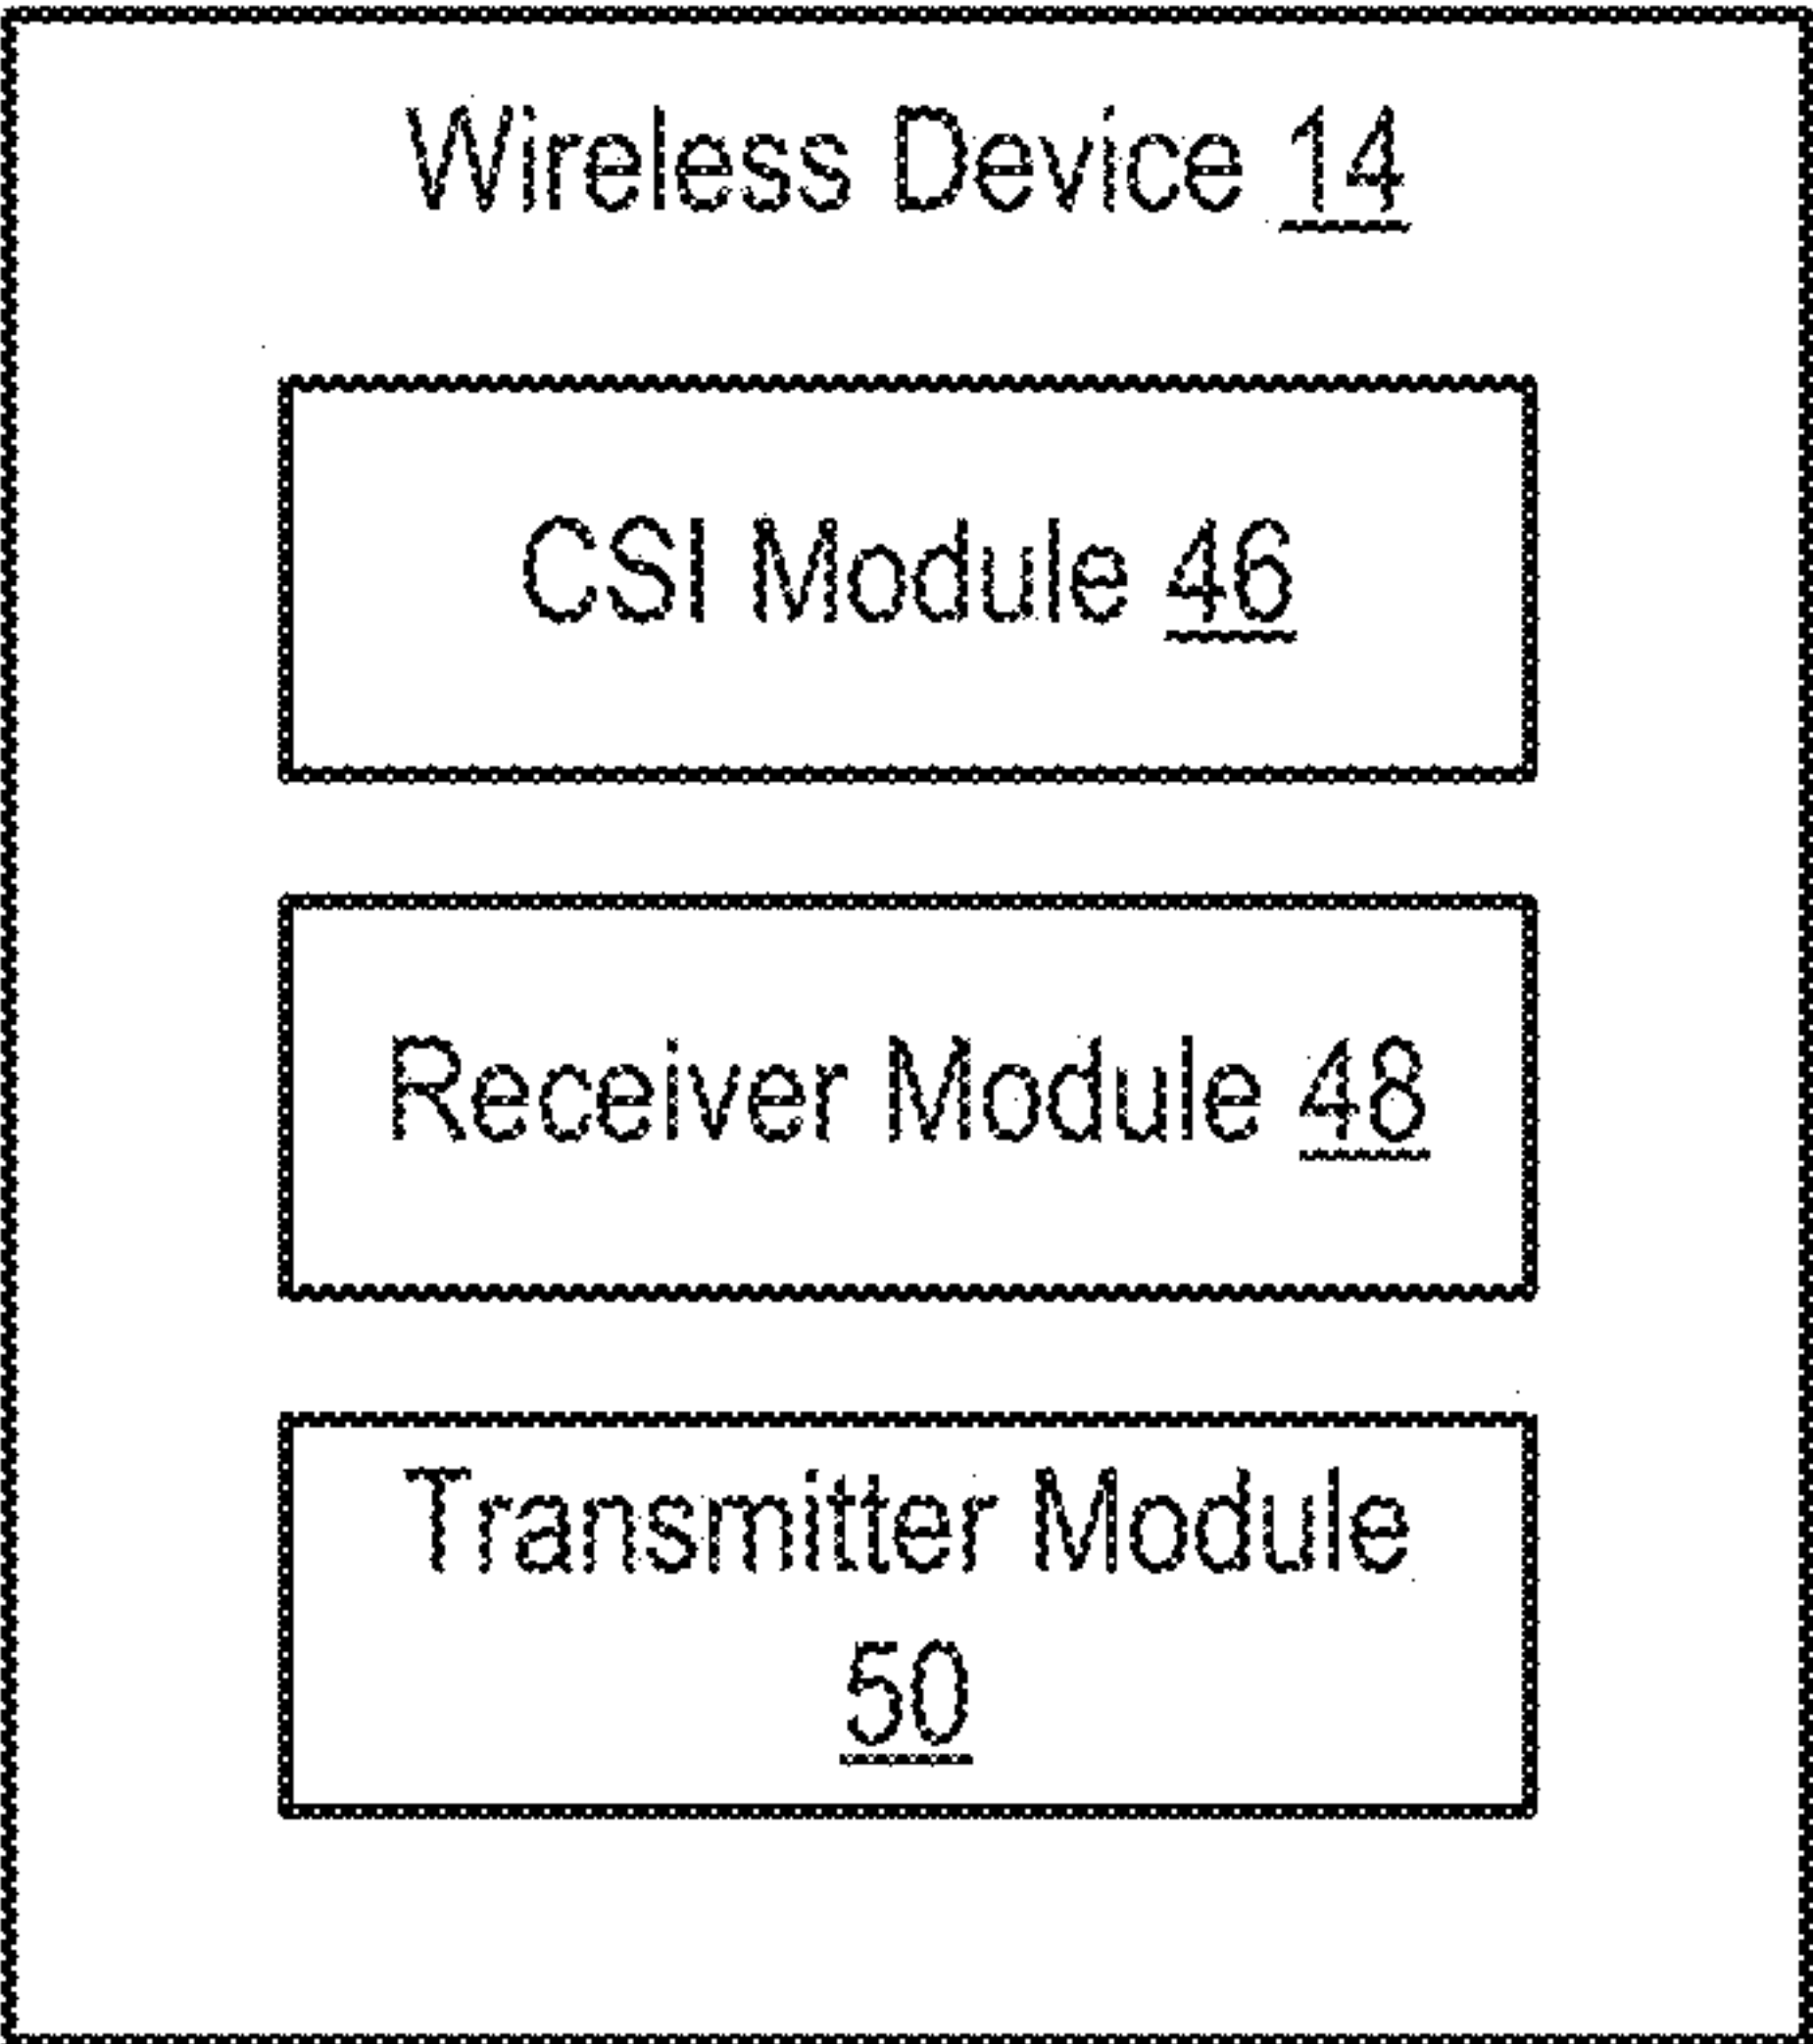 Wireless Device 14
CSI Module 46
Receiver Module 48
Transmitter Module
50